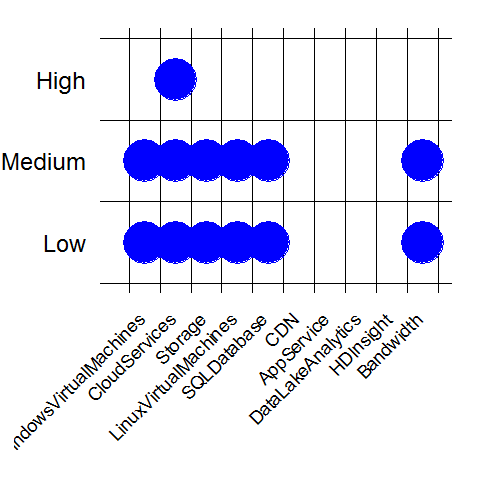 High
Medium
Low
ndowsVirtualMachines
CloudServices
Storage
LinuxVirtualMachines
SQLDatabase
CDN
AppService
DataLakeAnalytics
HDInsight
Bandwidth